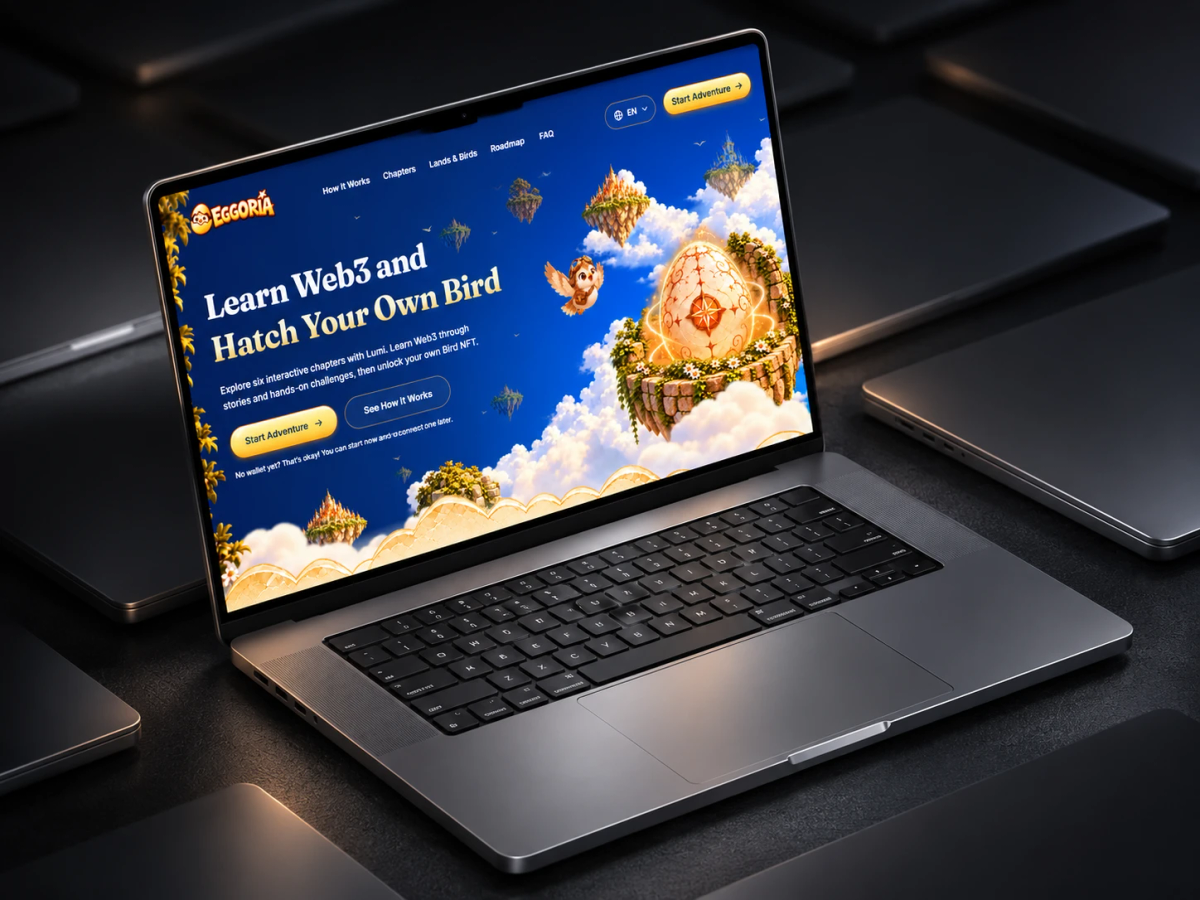 EN
Start Adventure →
How It Works
Chapters
Lands & Birds
Roadmap
FAQ
EGGORIA
Learn Web3 and
Hatch Your Own Bird
Explore six interactive chapters with Lumi. Learn Web3 through
stories and hands-on challenges, then unlock your own Bird NFT.
Start Adventure →
See How It Works
No wallet yet? That's okay! You can start now and connect one later.